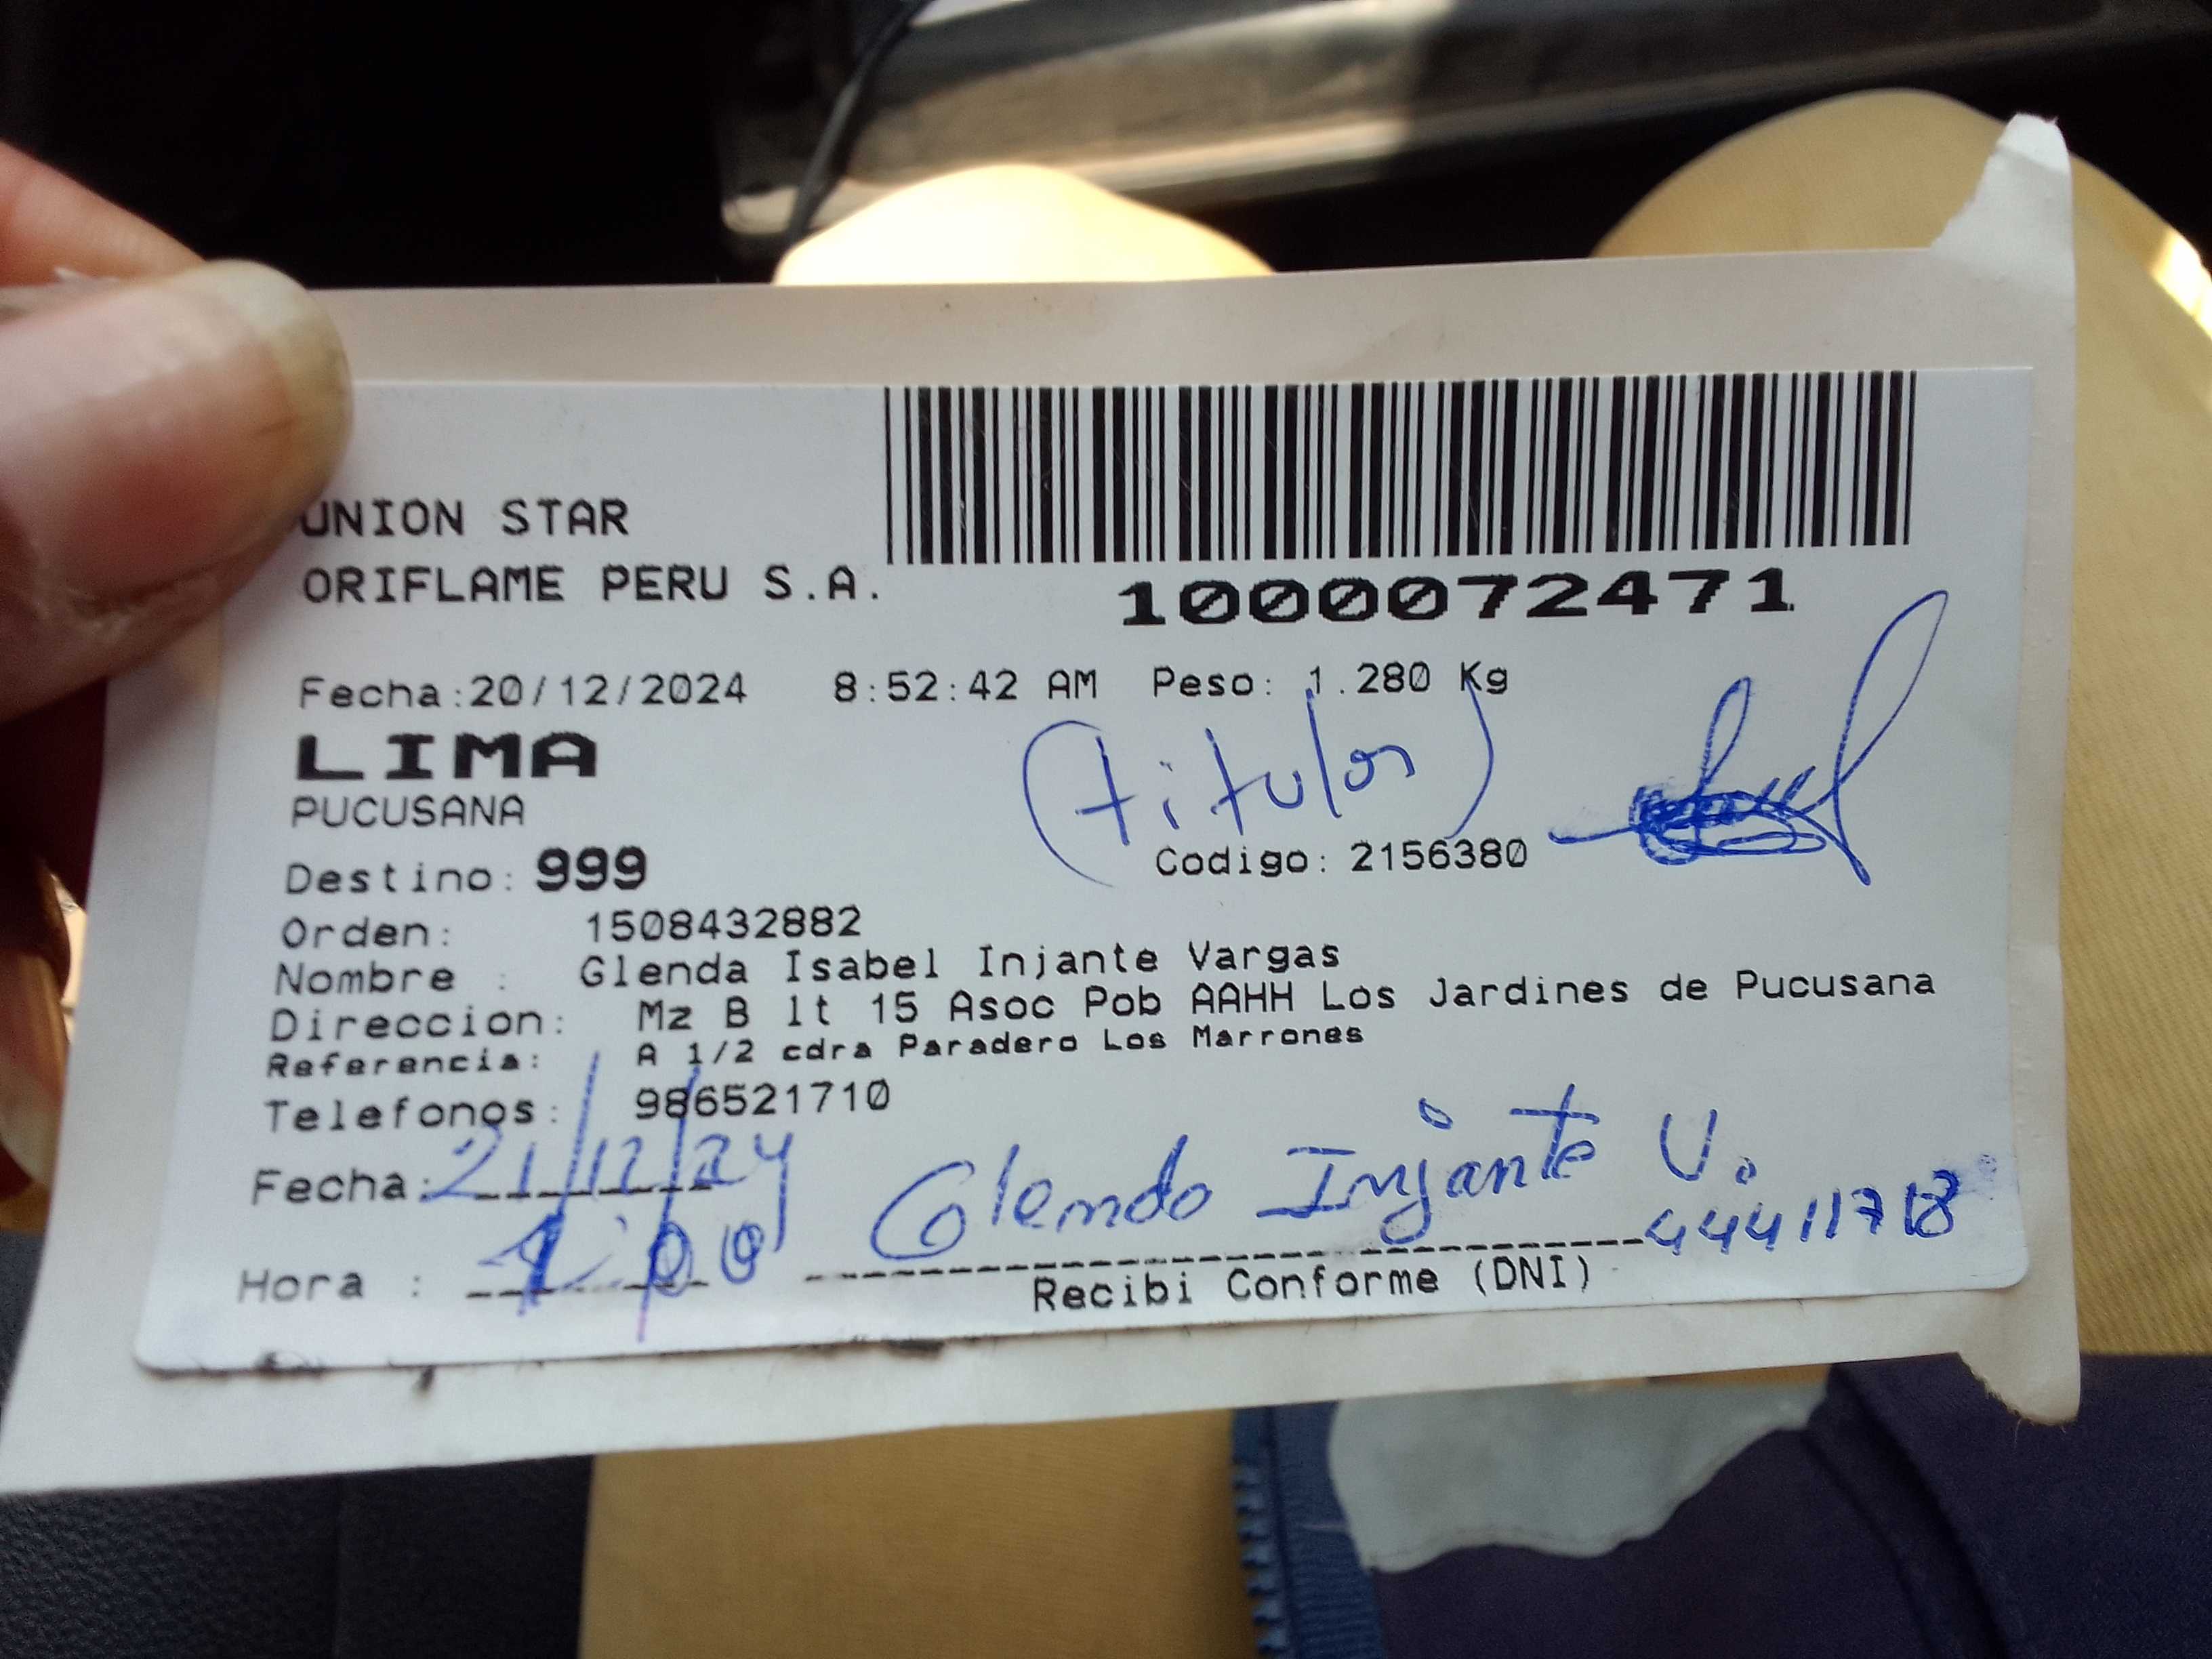 UNION STAR
ORIFLAME PERU S.A.
1000072471
Fecha:20/12/2024 8:52:42 AM Peso: 1.280 Kg
LIMA
(titulos)
PUCUSANA
Destino: 999 Codigo: 2156380
Orden: 1508432882
Nombre : Glenda Isabel Injante Vargas
Direccion: Mz B lt 15 Asoc Pob AAHH Los Jardines de Pucusana
Referencia: A 1/2 cdra Paradero Los Marrones
Telefonos: 986521710
Fecha: 21/12/24 Glenda Injante V.
Hora :
Recibi Conforme (DNI)